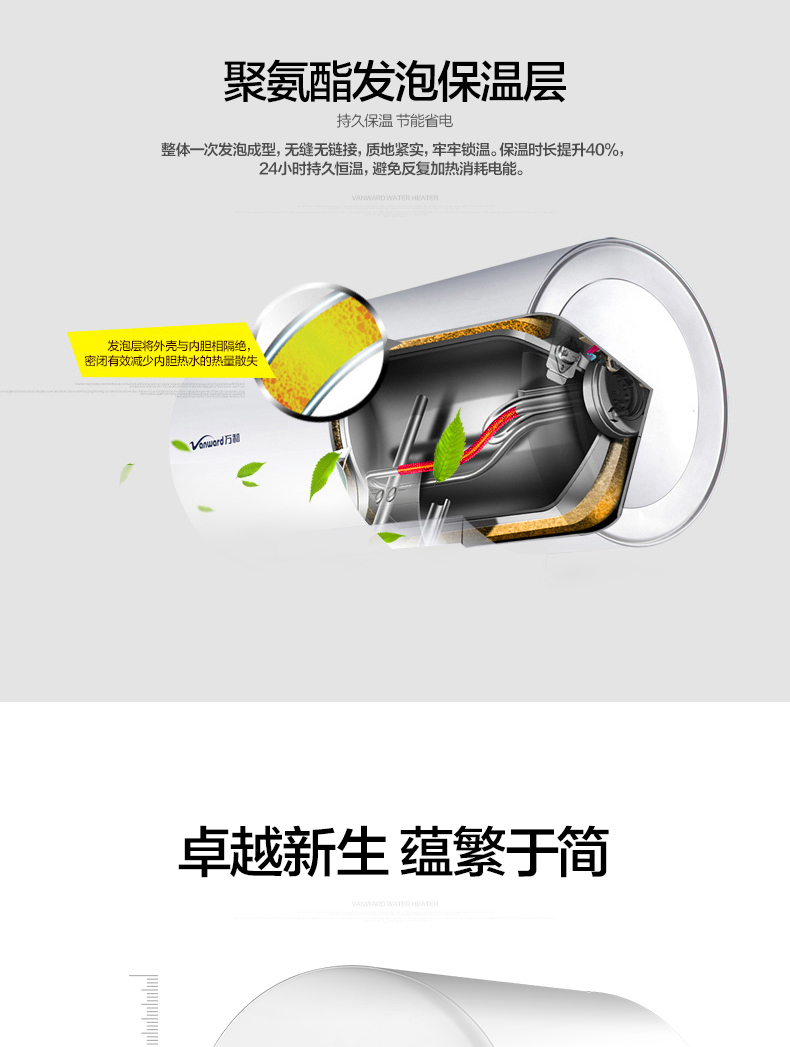 聚氨酯发泡保温层
持久保温 节能省电
整体一次发泡成型，无缝无链接，质地紧实，牢牢锁温。保温时长提升40%，
24小时持久恒温，避免反复加热消耗电能。
VANWARD WATER HEATER
发泡层将外壳与内胆相隔绝，
密闭有效减少内胆热水的热量散失
Vanward万和
卓越新生 蕴繁于简
VANWARD WATER HEATER